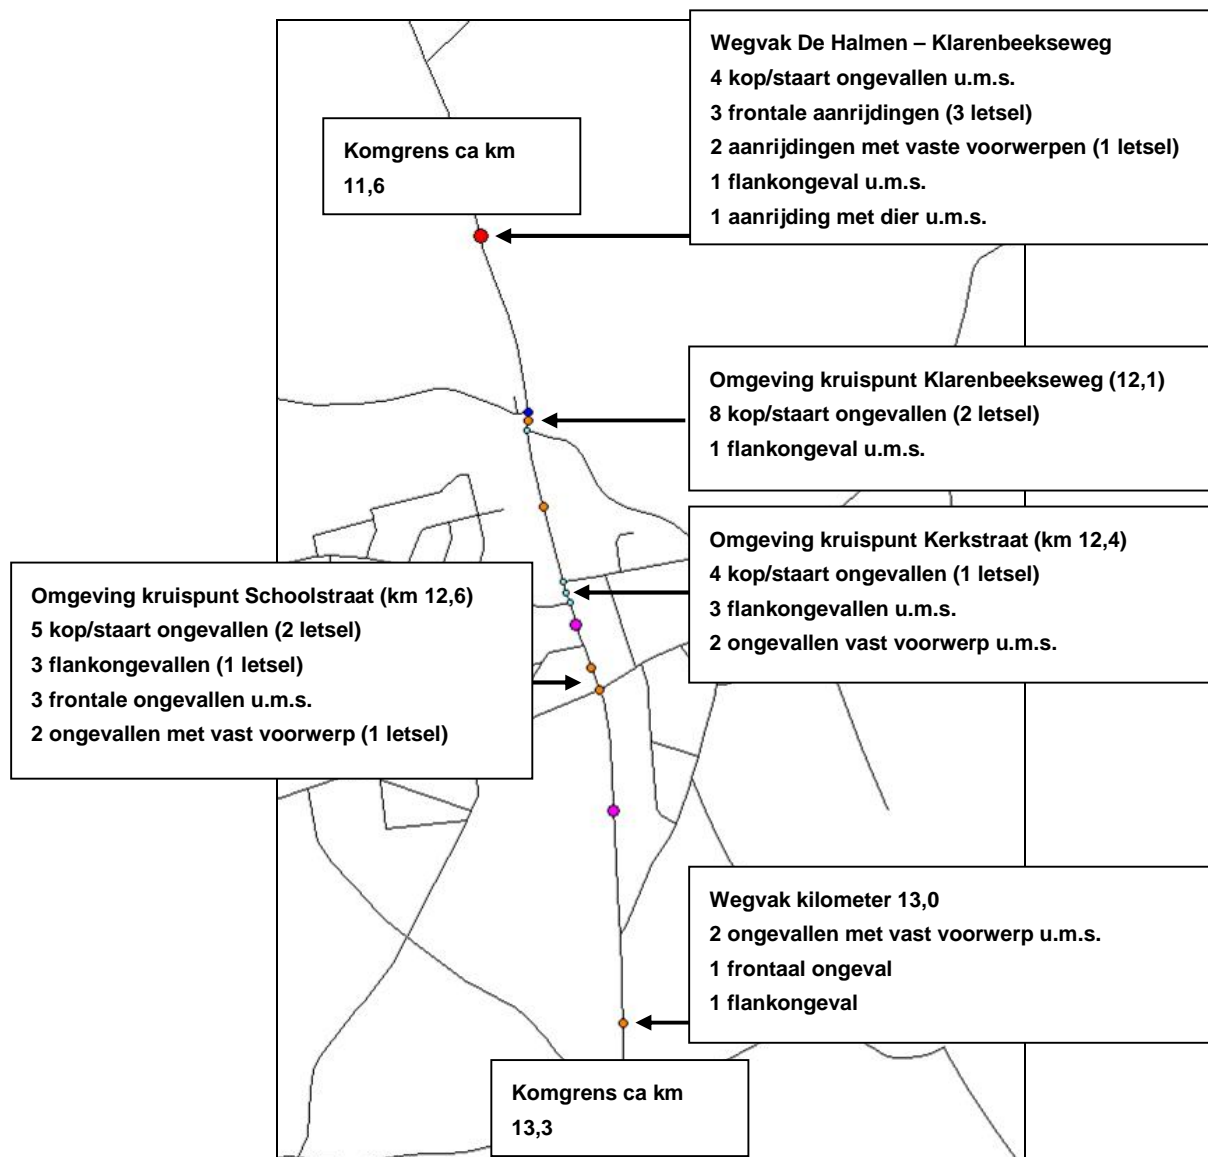 Wegvak De Halmen – Klarenbeekseweg
4 kop/staart ongevallen u.m.s.
3 frontale aanrijdingen (3 letsel)
2 aanrijdingen met vaste voorwerpen (1 letsel)
1 flankongeval u.m.s.
1 aanrijding met dier u.m.s.
Komgrens ca km
11,6
Omgeving kruispunt Klarenbeekseweg (12,1)
8 kop/staart ongevallen (2 letsel)
1 flankongeval u.m.s.
Omgeving kruispunt Kerkstraat (km 12,4)
4 kop/staart ongevallen (1 letsel)
3 flankongevallen u.m.s.
2 ongevallen vast voorwerp u.m.s.
Omgeving kruispunt Schoolstraat (km 12,6)
5 kop/staart ongevallen (2 letsel)
3 flankongevallen (1 letsel)
3 frontale ongevallen u.m.s.
2 ongevallen met vast voorwerp (1 letsel)
Wegvak kilometer 13,0
2 ongevallen met vast voorwerp u.m.s.
1 frontaal ongeval
1 flankongeval
Komgrens ca km
13,3